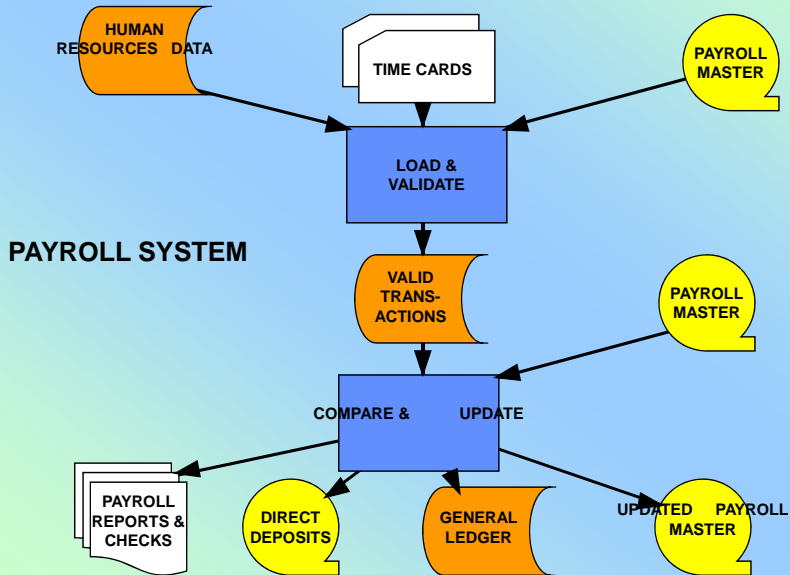 HUMAN
RESOURCES DATA
TIME CARDS
PAYROLL
MASTER
LOAD &
VALIDATE
PAYROLL SYSTEM
VALID
TRANS-
ACTIONS
PAYROLL
MASTER
COMPARE & UPDATE
PAYROLL
REPORTS &
CHECKS
DIRECT
DEPOSITS
GENERAL
LEDGER
UPDATED PAYROLL
MASTER